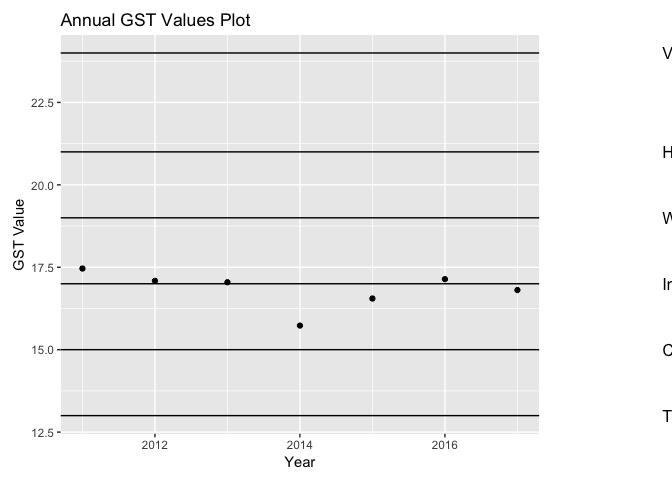 Annual GST Values Plot
GST Value
22.5
20.0
17.5
15.0
12.5
2012 2014 2016
Year
V
H
W
In
C
T